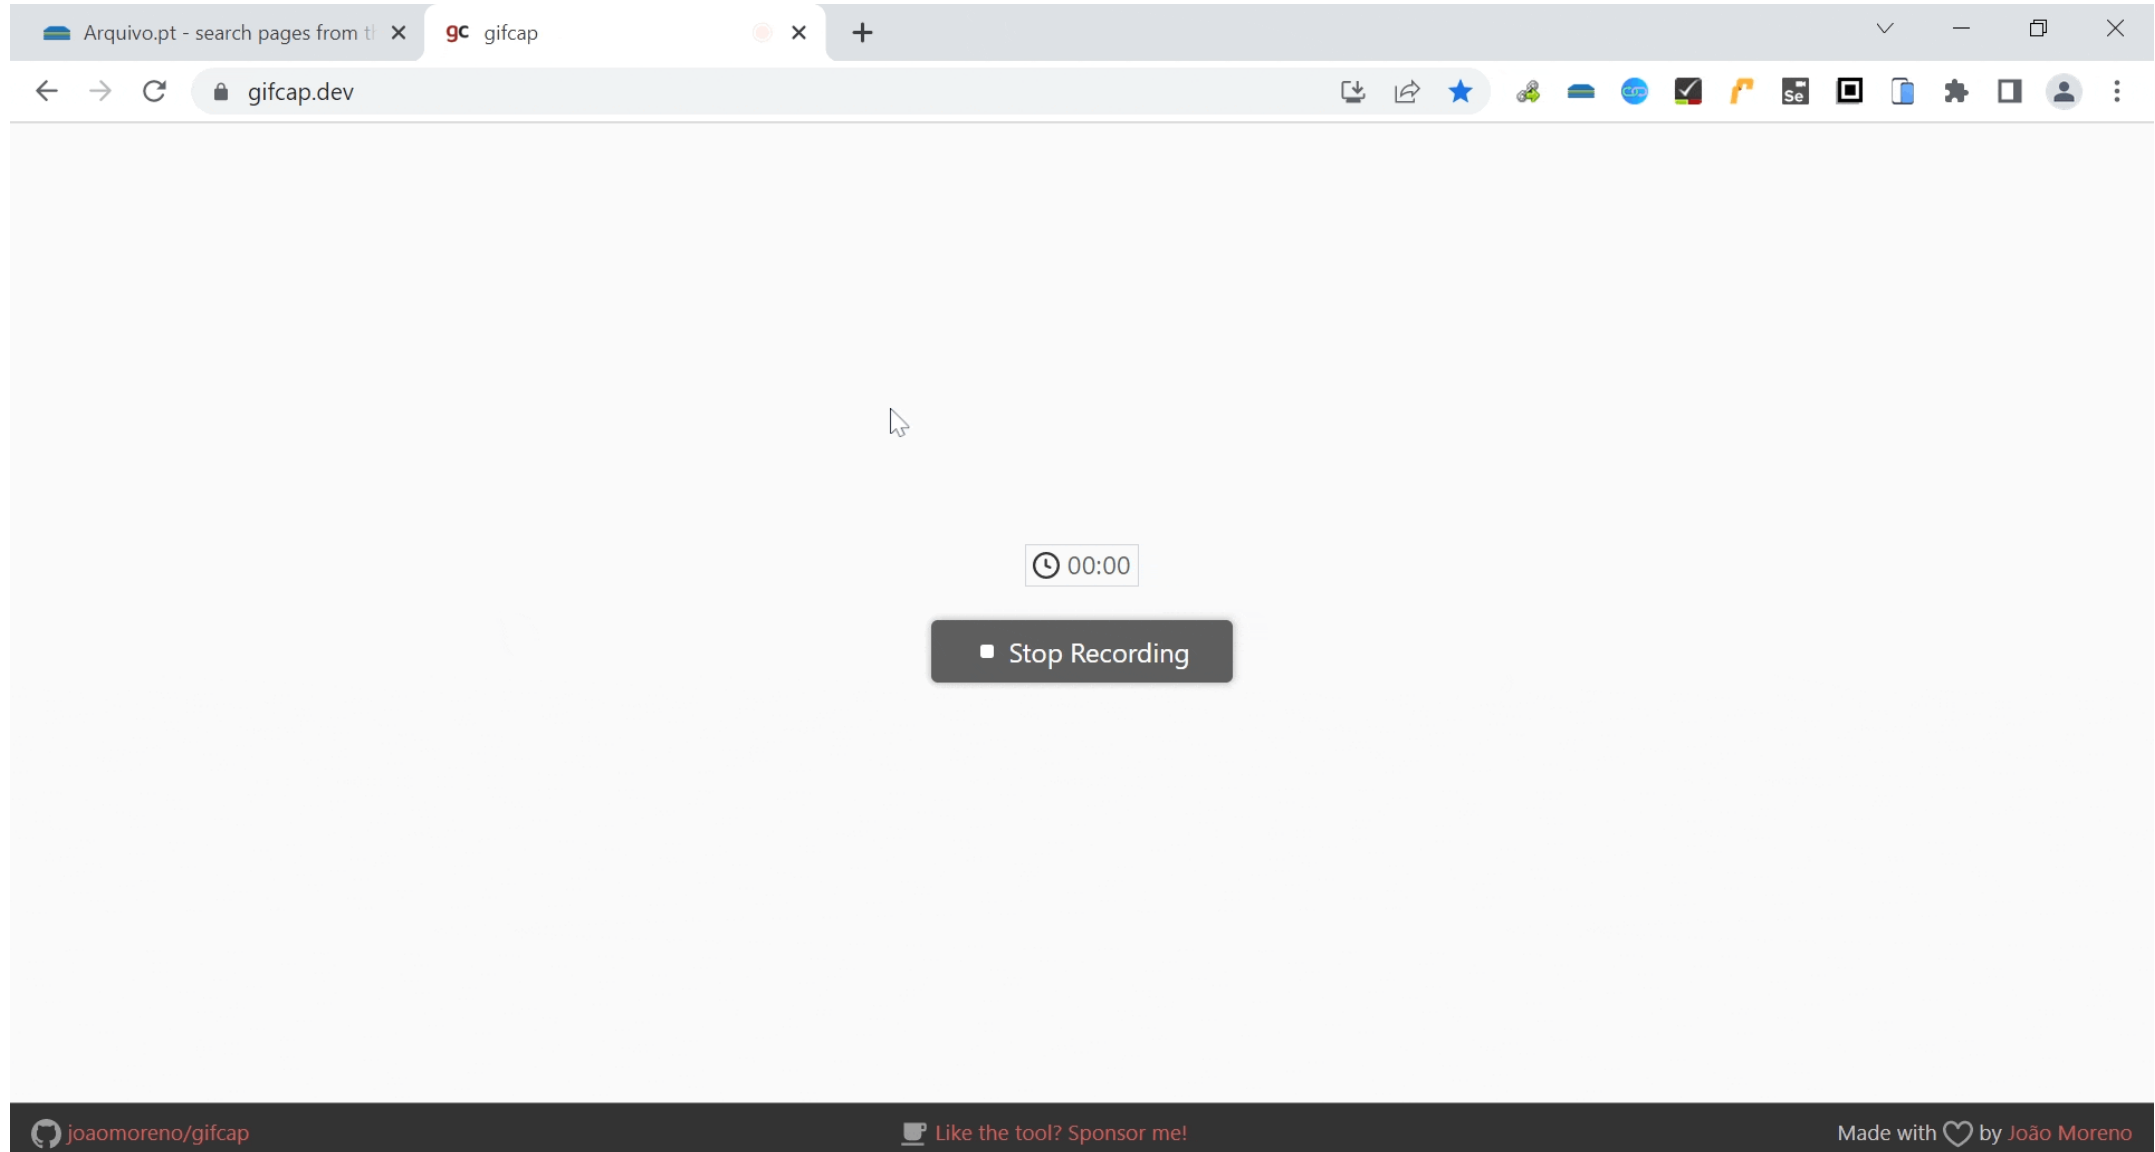 Arquivo.pt - search pages from t
gc gifcap
gifcap.dev
Se
00:00
Stop Recording
joaomoreno/gifcap
Like the tool? Sponsor me!
Made with by João Moreno